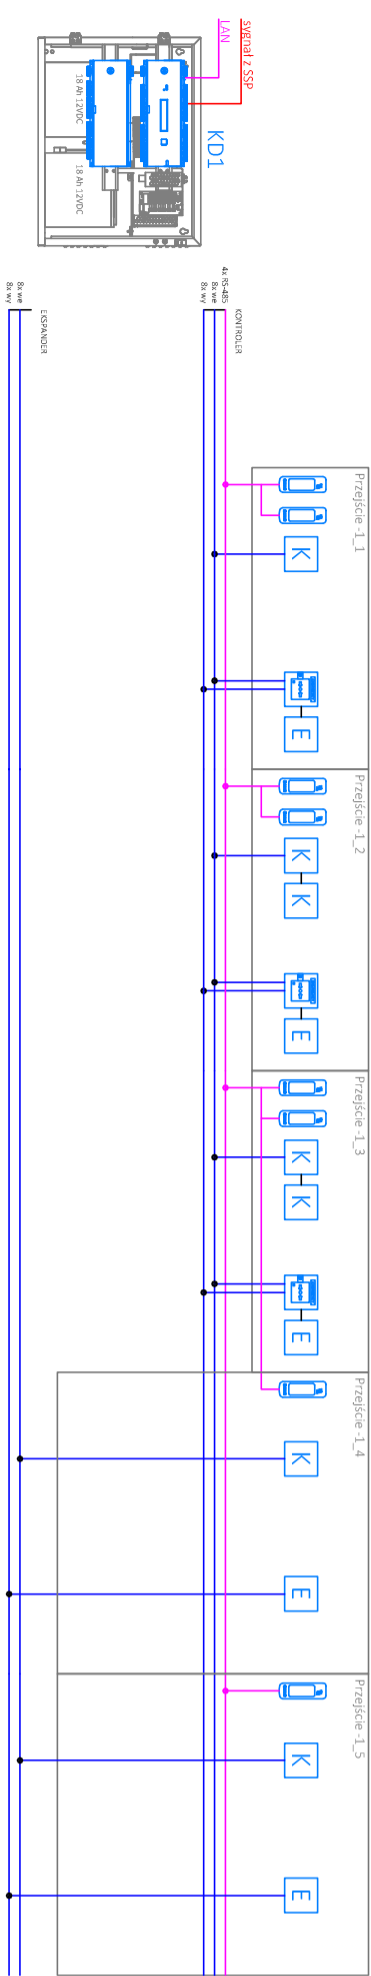 sygnał z SSP
LAN
KD1
18 Ah 12VDC
18 Ah 12VDC
KONTROLER
4x RS-485
8x we
8x wy
EKSPANDER
8x we
8x wy
Przejście -1_1
K
E
Przejście -1_2
K
K
E
Przejście -1_3
K
K
E
Przejście -1_4
K
E
Przejście -1_5
K
E